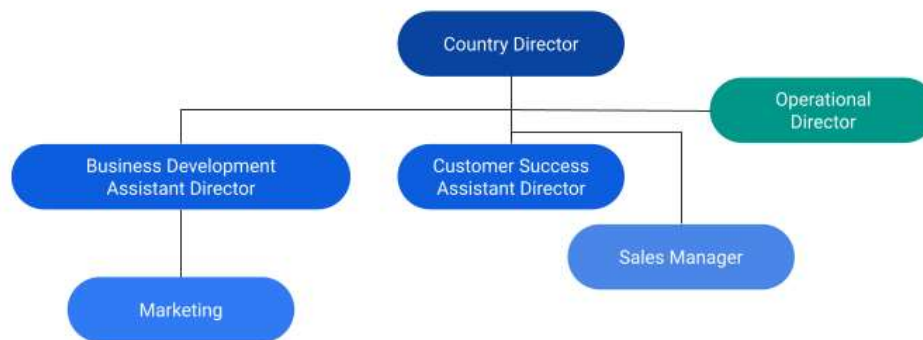 Country Director
Operational
Director
Business Development
Assistant Director
Customer Success
Assistant Director
Sales Manager
Marketing